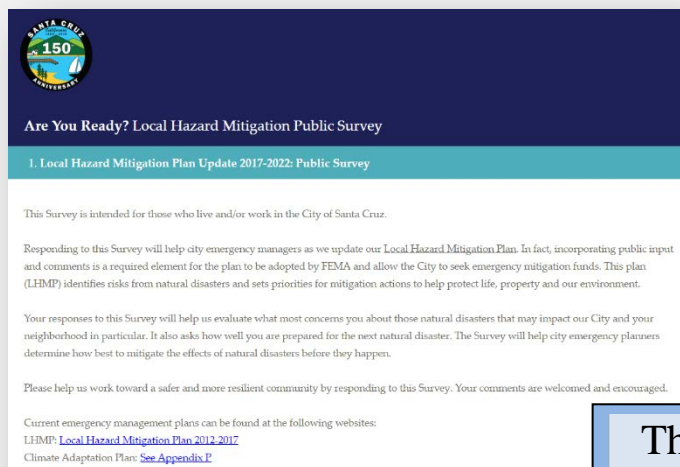 SANTA CRUZ
California
150
ANNIVERSARY
Are You Ready? Local Hazard Mitigation Public Survey
1. Local Hazard Mitigation Plan Update 2017-2022: Public Survey
This Survey is intended for those who live and/or work in the City of Santa Cruz.
Responding to this Survey will help city emergency managers as we update our Local Hazard Mitigation Plan. In fact, incorporating public input
and comments is a required element for the plan to be adopted by FEMA and allow the City to seek emergency mitigation funds. This plan
(LHMP) identifies risks from natural disasters and sets priorities for mitigation actions to help protect life, property and our environment.
Your responses to this Survey will help us evaluate what most concerns you about those natural disasters that may impact our City and your
neighborhood in particular. It also asks how well you are prepared for the next natural disaster. The Survey will help city emergency planners
determine how best to mitigate the effects of natural disasters before they happen.
Please help us work toward a safer and more resilient community by responding to this Survey. Your comments are welcomed and encouraged.
Current emergency management plans can be found at the following websites:
LHMP: Local Hazard Mitigation Plan 2012-2017
Climate Adaptation Plan: See Appendix P
Th